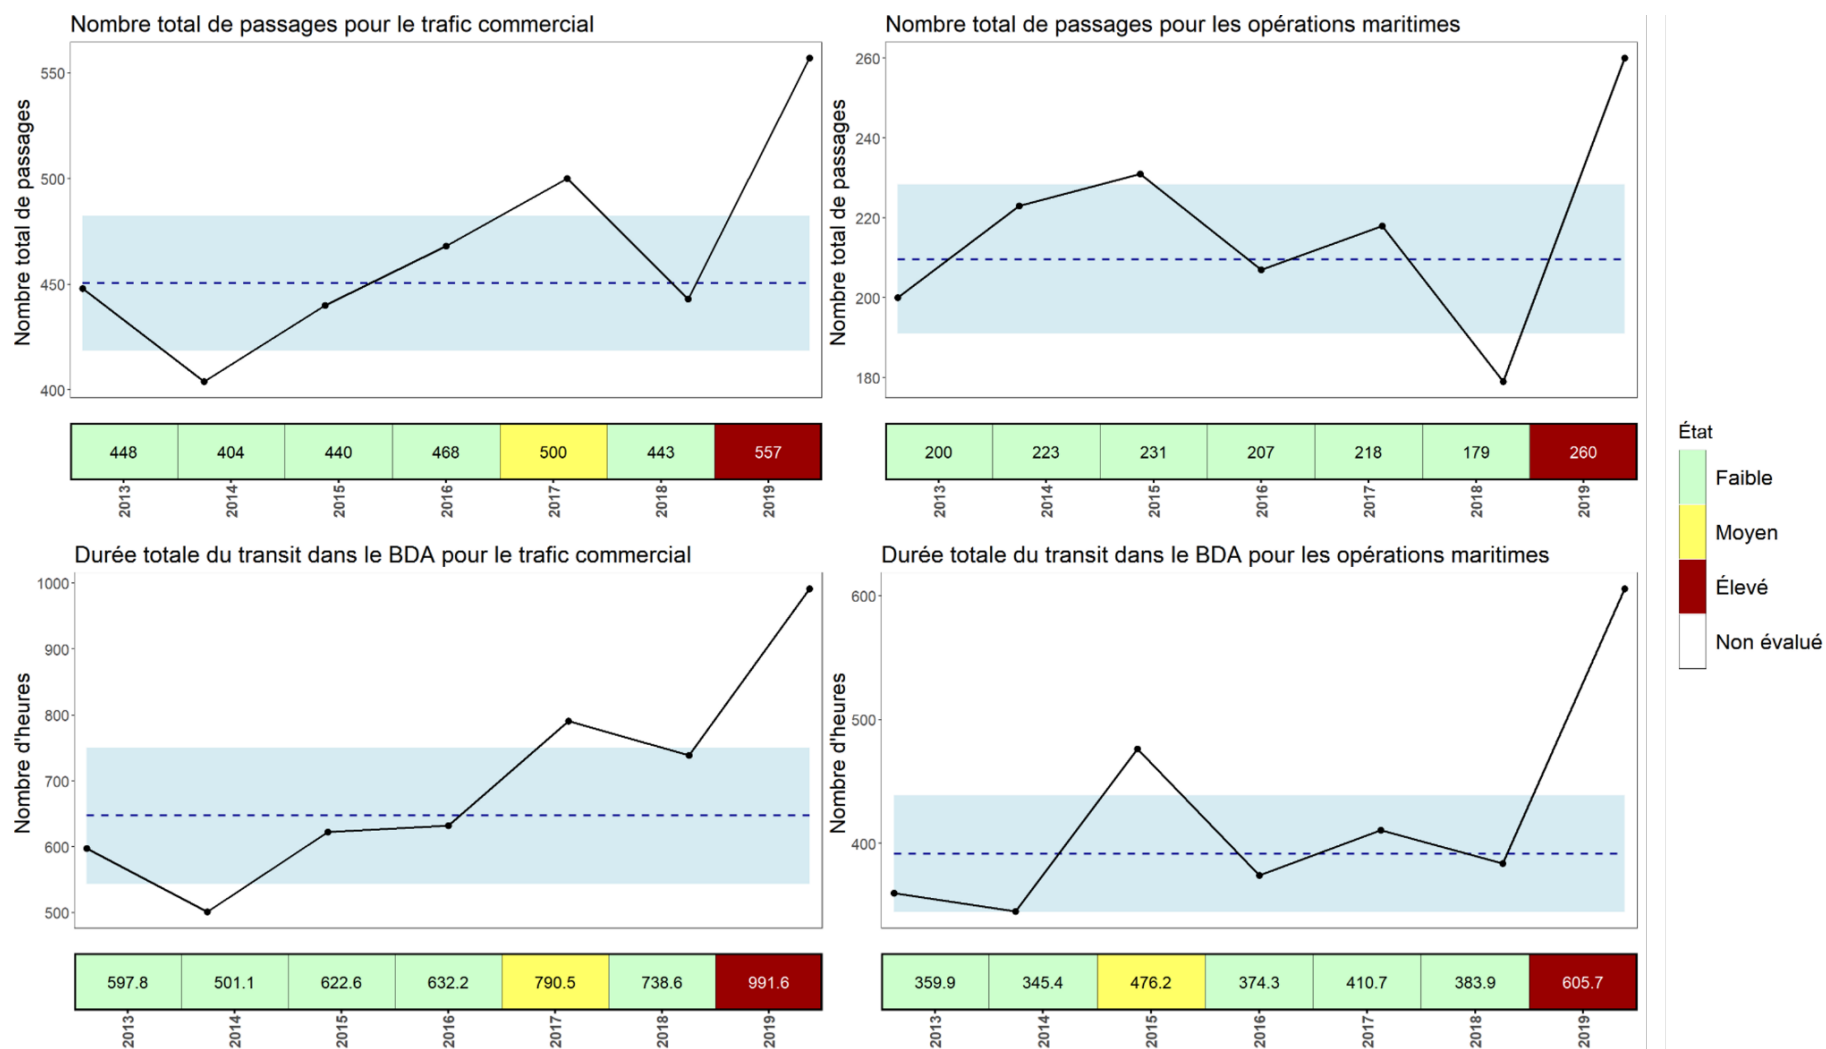 Nombre total de passages pour le trafic commercial
Nombre total de passages
550
500
450
400
448 404 440 468 500 443 557
2013 2014 2015 2016 2017 2018 2019
Nombre total de passages pour les opérations maritimes
Nombre total de passages
260
240
220
200
180
200 223 231 207 218 179 260
2013 2014 2015 2016 2017 2018 2019
Durée totale du transit dans le BDA pour le trafic commercial
Nombre d'heures
1000
900
800
700
600
500
597.8 501.1 622.6 632.2 790.5 738.6 991.6
2013 2014 2015 2016 2017 2018 2019
Durée totale du transit dans le BDA pour les opérations maritimes
Nombre d'heures
600
500
400
359.9 345.4 476.2 374.3 410.7 383.9 605.7
2013 2014 2015 2016 2017 2018 2019
État
Faible
Moyen
Élevé
Non évalué